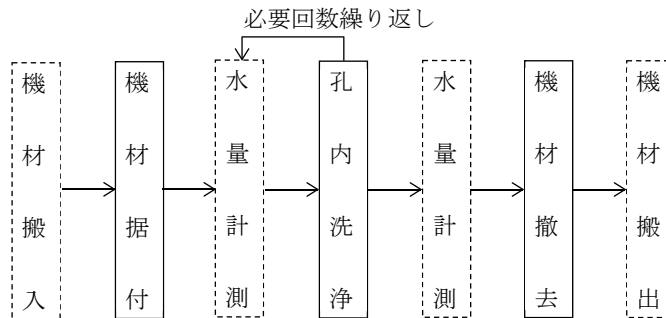 必要回数繰り返し
機材搬入
機材据付
水量計測
孔内洗浄
水量計測
機材撤去
機材搬出